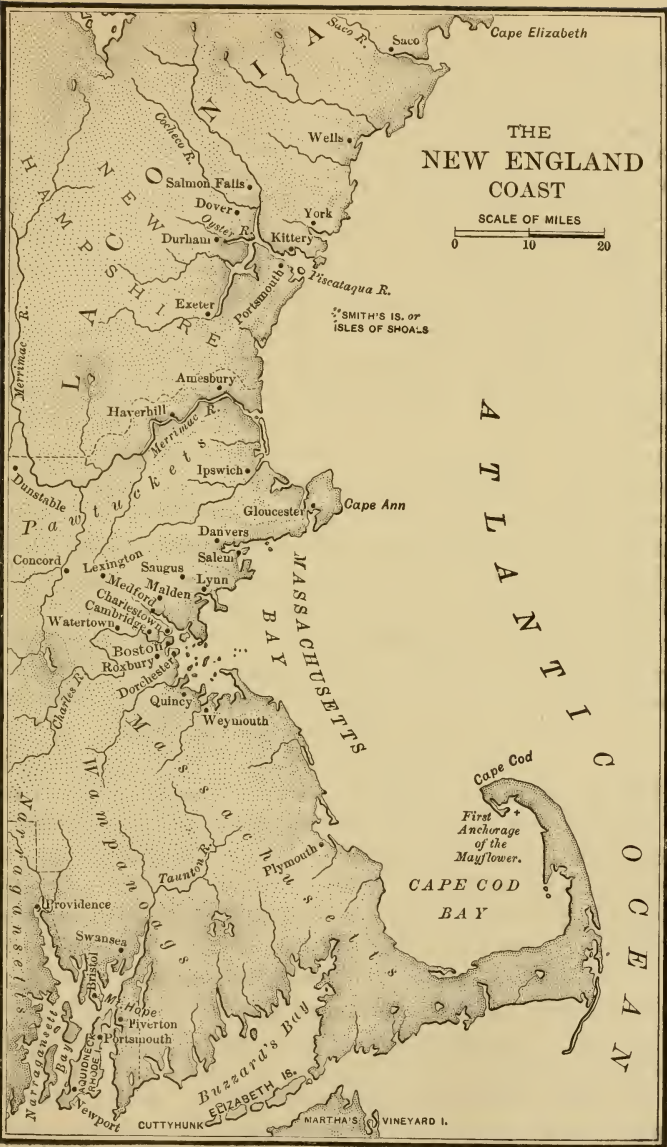 THE
NEW ENGLAND
COAST
SCALE OF MILES
0 10 20
Saco R.
Saco
Cape Elizabeth
LACONIA
Wells
Cocheco R.
NEW
HAMPSHIRE
Salmon Falls
Dover
York
Oyster R.
Durham
Kittery
Portsmouth
Piscataqua R.
Exeter
SMITH'S IS. or
ISLES OF SHOALS
Merrimac R.
Amesbury
Haverhill
Merrimac R.
Dunstable
Pawtuckets
Ipswich
Gloucester
Cape Ann
Danvers
Salem
Concord
Lexington
Saugus
Lynn
Medford
Malden
Charlestown
Cambridge
Watertown
Boston
Roxbury
Dorchester
Charles R.
Quincy
Weymouth
MASSACHUSETTS
BAY
ATLANTIC OCEAN
Massachusetts
Wampanoags
Narragansetts
Cape Cod
First
Anchorage
of the
Mayflower.
CAPE COD
BAY
Plymouth
Taunton R.
Providence
Swansea
Bristol
Mt. Hope
Tiverton
Portsmouth
AQUIDNECK
RHODE I.
Narragansett
Bay
Newport
Buzzard's Bay
ELIZABETH IS.
CUTTYHUNK
MARTHA'S VINEYARD I.